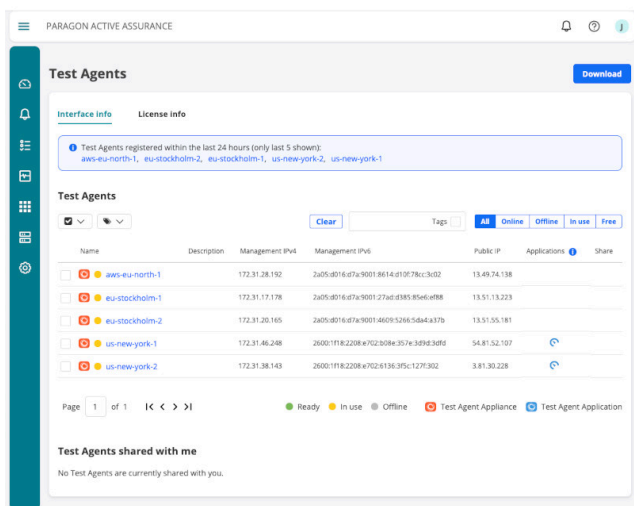 PARAGON ACTIVE ASSURANCE
J
Test Agents
Download
Interface info
License info
Test Agents registered within the last 24 hours (only last 5 shown):
aws-eu-north-1, eu-stockholm-2, eu-stockholm-1, us-new-york-2, us-new-york-1
Test Agents
Clear
Tags
All Online Offline In use Free
Name Description Management IPv4 Management IPv6 Public IP Applications Share
aws-eu-north-1 172.31.28.192 2a05:d016:d7a:9001:8614:d10f:78cc:3c02 13.49.74.138
eu-stockholm-1 172.31.17.178 2a05:d016:d7a:9001:27ad:d385:85e6:ef88 13.51.13.223
eu-stockholm-2 172.31.20.165 2a05:d016:d7a:9001:4609:5266:5da4:a37b 13.51.55.181
us-new-york-1 172.31.46.248 2600:1f18:2208:e702:b08e:357e:3d9d:3dfd 54.81.52.107
us-new-york-2 172.31.38.143 2600:1f18:2208:e702:6136:3f5c:127f:302 3.81.30.228
Page 1 of 1
Ready In use Offline Test Agent Appliance Test Agent Application
Test Agents shared with me
No Test Agents are currently shared with you.